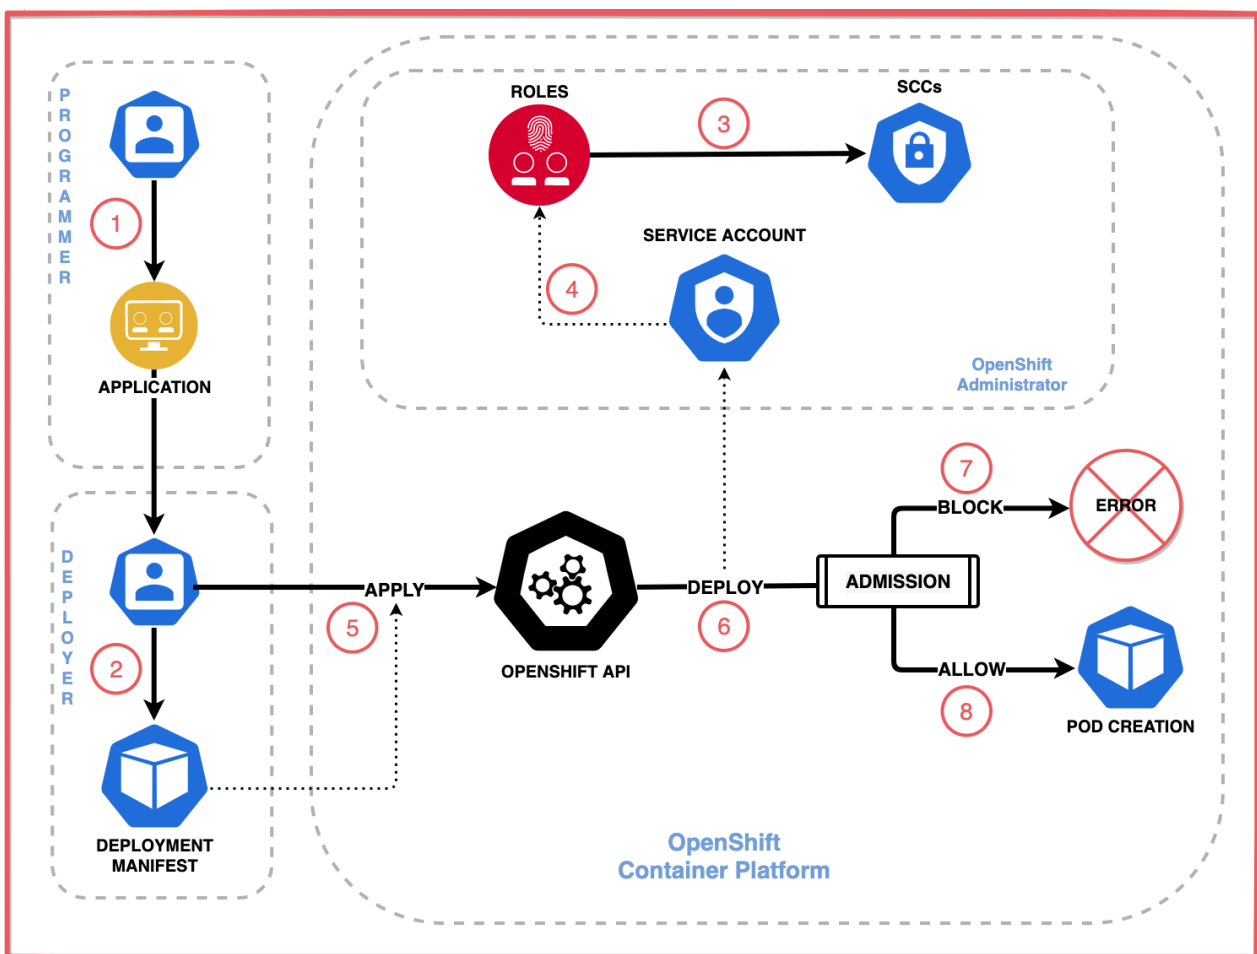 PROGRAMMER
1
APPLICATION
DEPLOYER
2
DEPLOYMENT
MANIFEST
ROLES
3
SCCs
SERVICE ACCOUNT
4
OpenShift
Administrator
APPLY
5
OPENSHIFT API
DEPLOY
6
ADMISSION
7
BLOCK
ERROR
ALLOW
8
POD CREATION
OpenShift
Container Platform